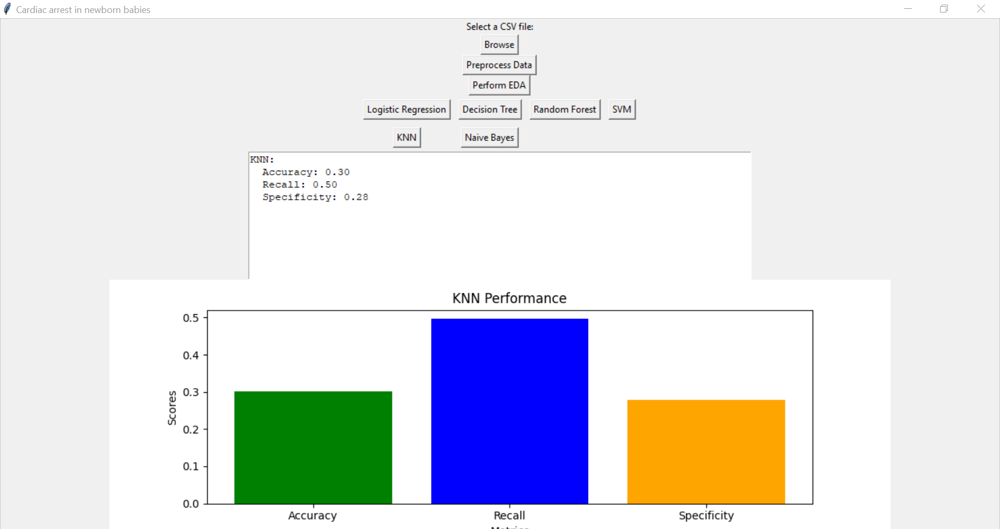 Cardiac arrest in newborn babies
Select a CSV file:
Browse
Preprocess Data
Perform EDA
Logistic Regression Decision Tree Random Forest SVM
KNN Naive Bayes
KNN:
Accuracy: 0.30
Recall: 0.50
Specificity: 0.28
KNN Performance
0.5
0.4
0.3
0.2
0.1
0.0
Scores
Accuracy Recall Specificity
Metrics